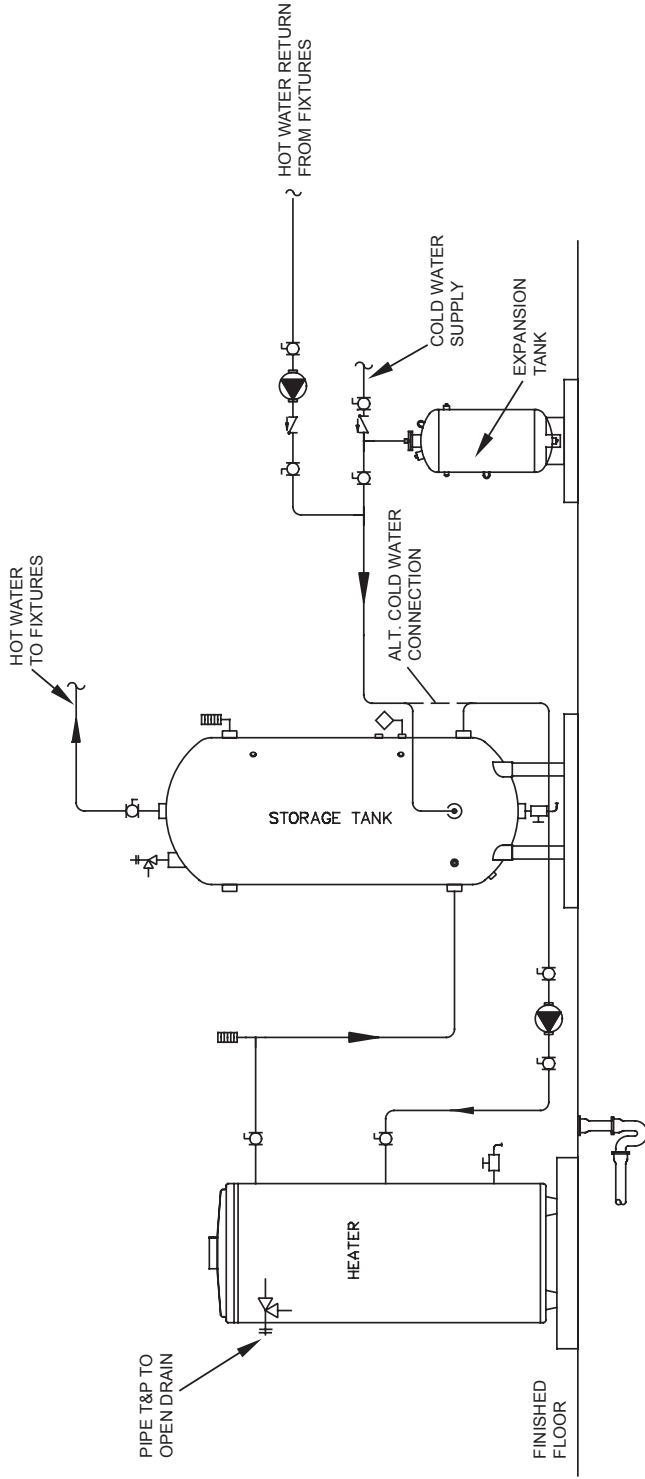 PIPE T&P TO
OPEN DRAIN
HEATER
FINISHED
FLOOR
HOT WATER
TO FIXTURES
STORAGE TANK
ALT. COLD WATER
CONNECTION
HOT WATER RETURN
FROM FIXTURES
COLD WATER
SUPPLY
EXPANSION
TANK